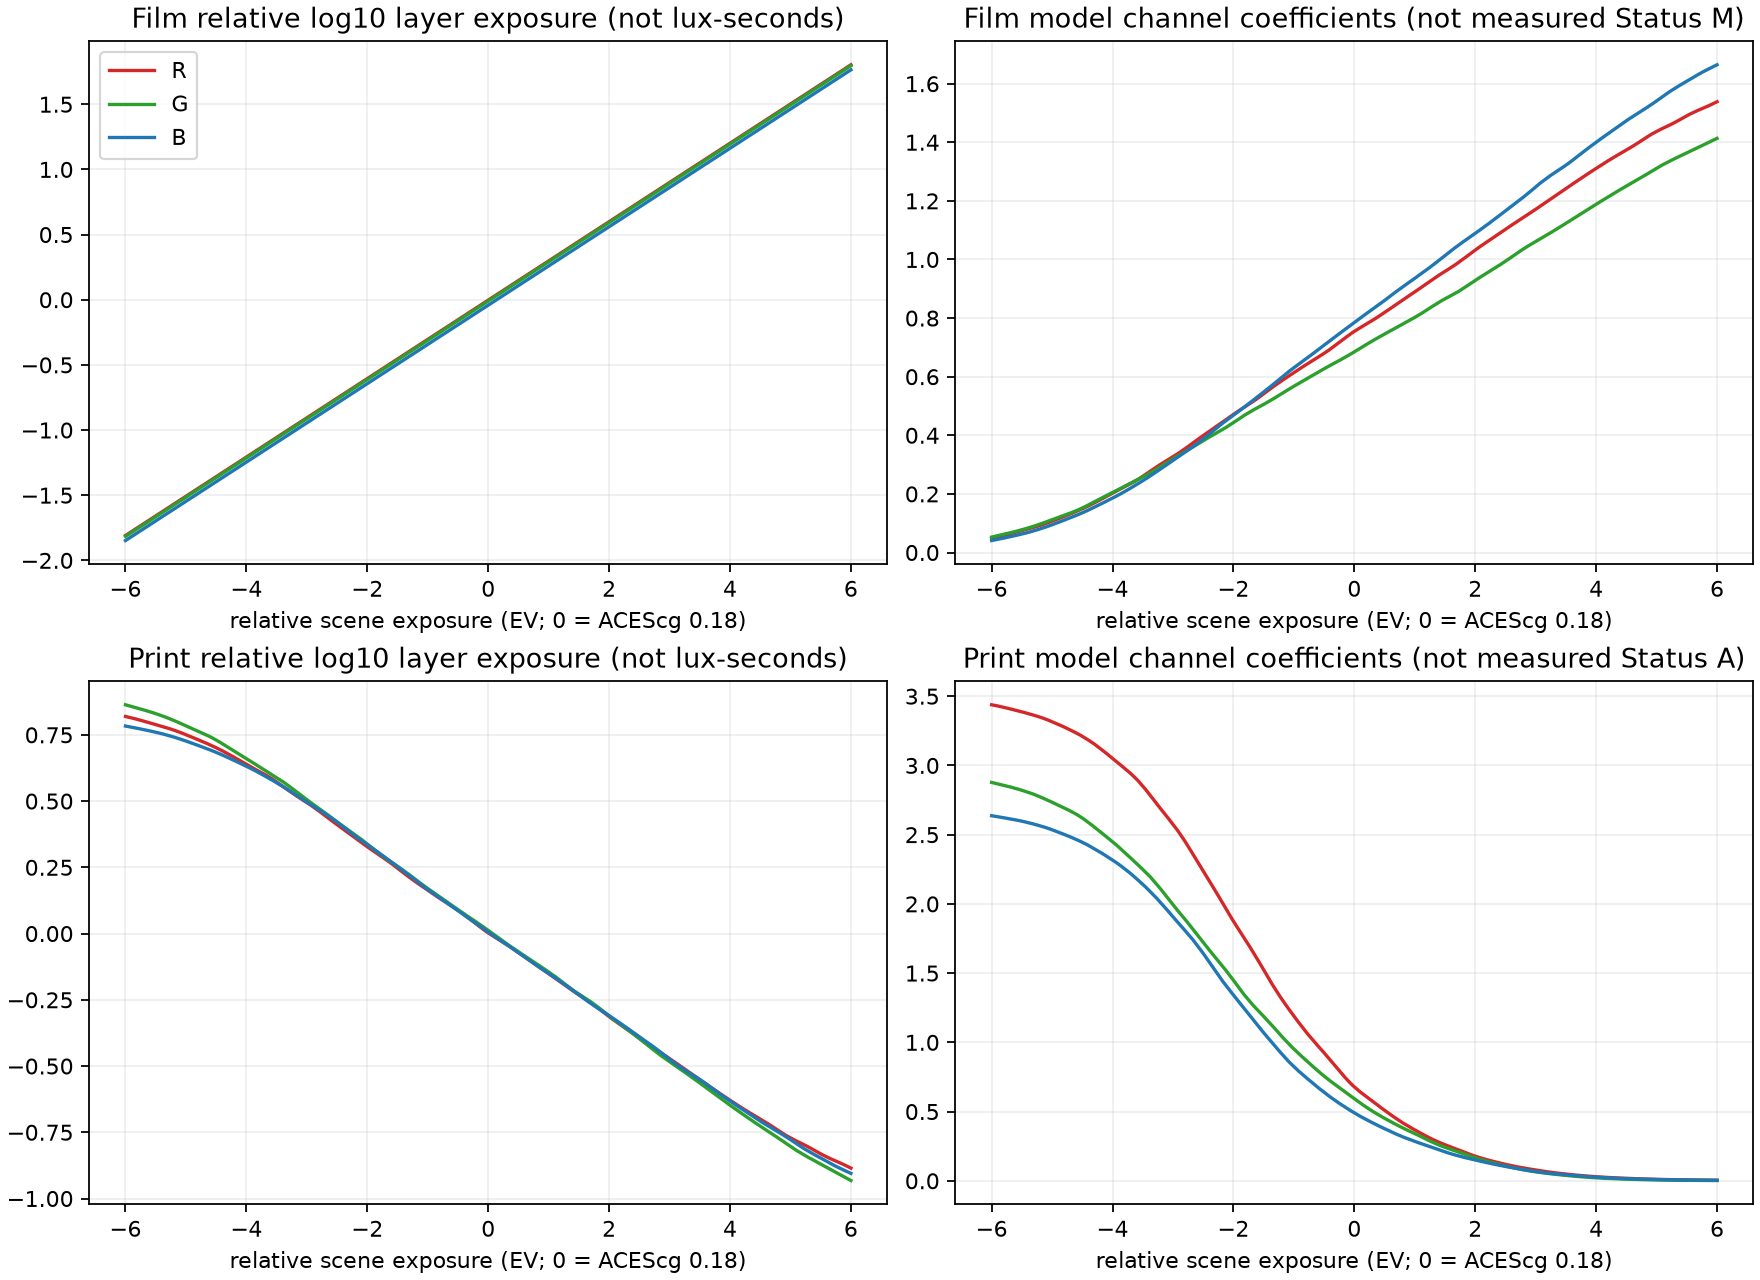 Film relative log10 layer exposure (not lux-seconds)
R
G
B
1.5
1.0
0.5
0.0
−0.5
−1.0
−1.5
−2.0
−6 −4 −2 0 2 4 6
relative scene exposure (EV; 0 = ACEScg 0.18)
Film model channel coefficients (not measured Status M)
1.6
1.4
1.2
1.0
0.8
0.6
0.4
0.2
0.0
−6 −4 −2 0 2 4 6
relative scene exposure (EV; 0 = ACEScg 0.18)
Print relative log10 layer exposure (not lux-seconds)
0.75
0.50
0.25
0.00
−0.25
−0.50
−0.75
−1.00
−6 −4 −2 0 2 4 6
relative scene exposure (EV; 0 = ACEScg 0.18)
Print model channel coefficients (not measured Status A)
3.5
3.0
2.5
2.0
1.5
1.0
0.5
0.0
−6 −4 −2 0 2 4 6
relative scene exposure (EV; 0 = ACEScg 0.18)